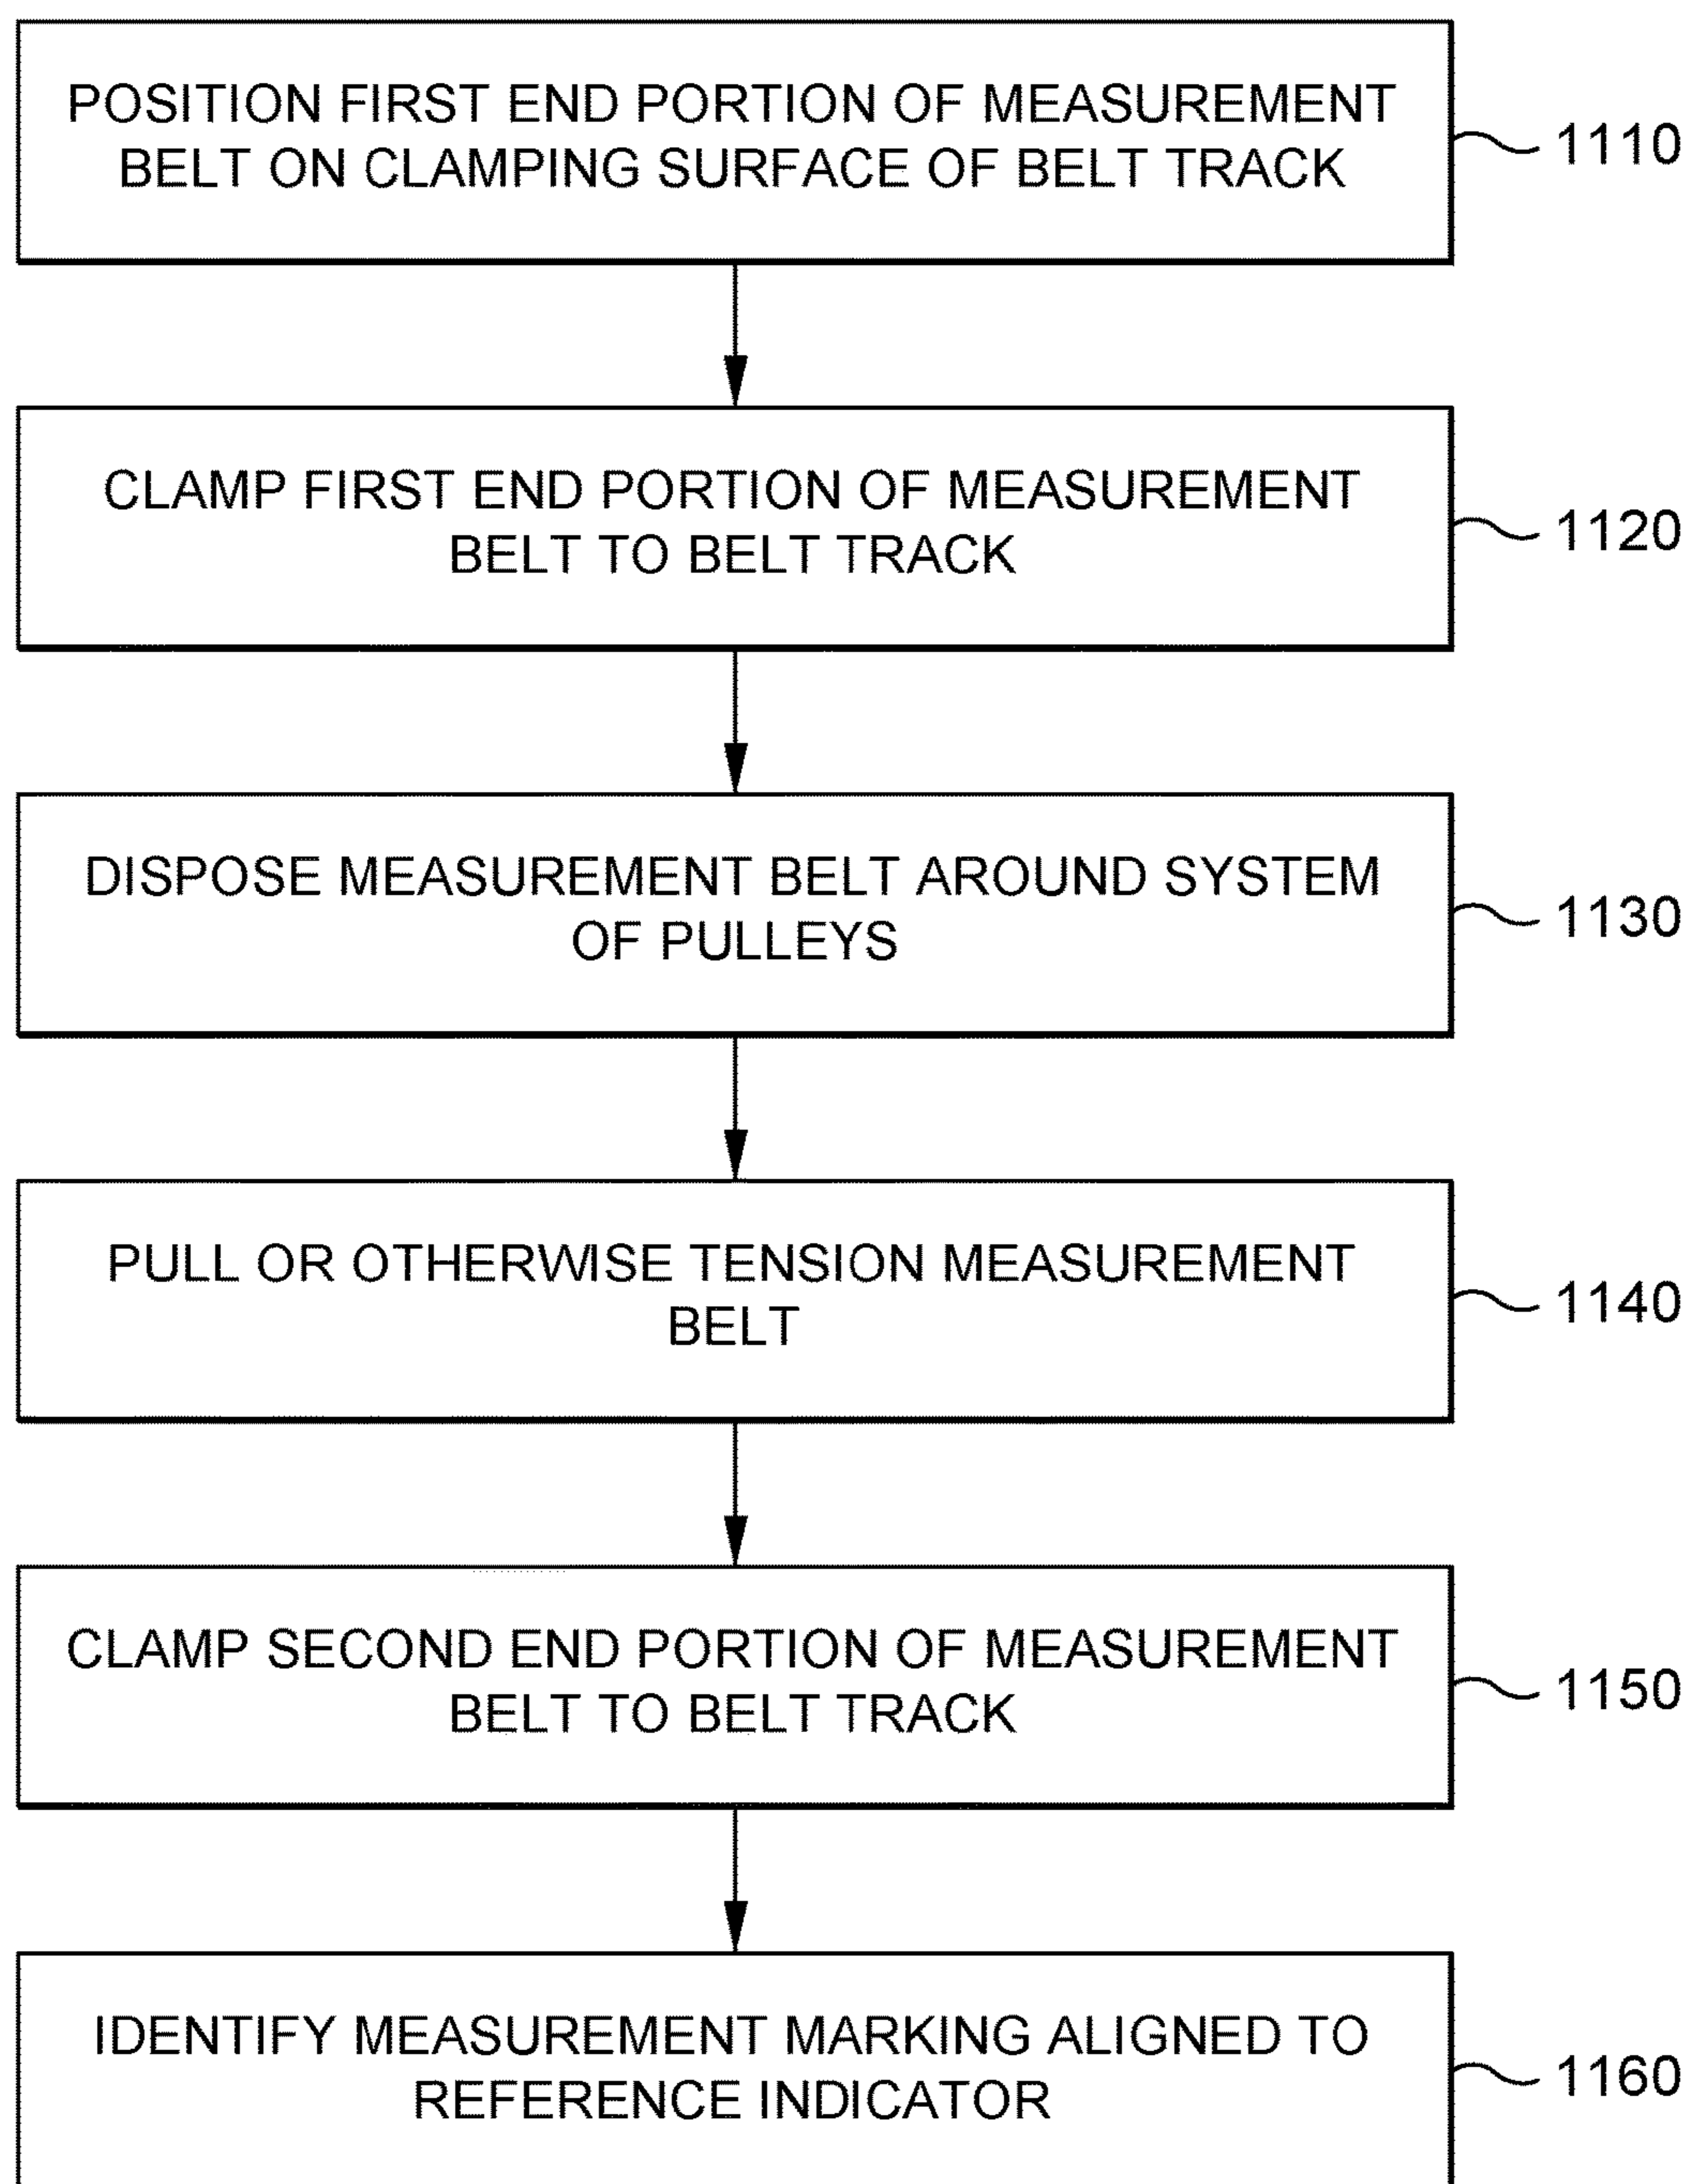 POSITION FIRST END PORTION OF MEASUREMENT
BELT ON CLAMPING SURFACE OF BELT TRACK
1110
CLAMP FIRST END PORTION OF MEASUREMENT
BELT TO BELT TRACK
1120
DISPOSE MEASUREMENT BELT AROUND SYSTEM
OF PULLEYS
1130
PULL OR OTHERWISE TENSION MEASUREMENT
BELT
1140
CLAMP SECOND END PORTION OF MEASUREMENT
BELT TO BELT TRACK
1150
IDENTIFY MEASUREMENT MARKING ALIGNED TO
REFERENCE INDICATOR
1160